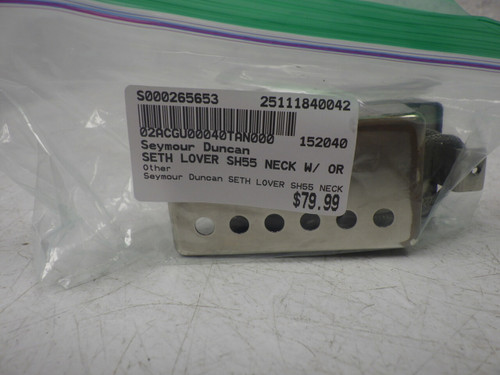 S000265653 25111840042
02ACGU00040TAN000 152040
Seymour Duncan
SETH LOVER SH55 NECK W/ OR
Other
Seymour Duncan SETH LOVER SH55 NECK
$79.99